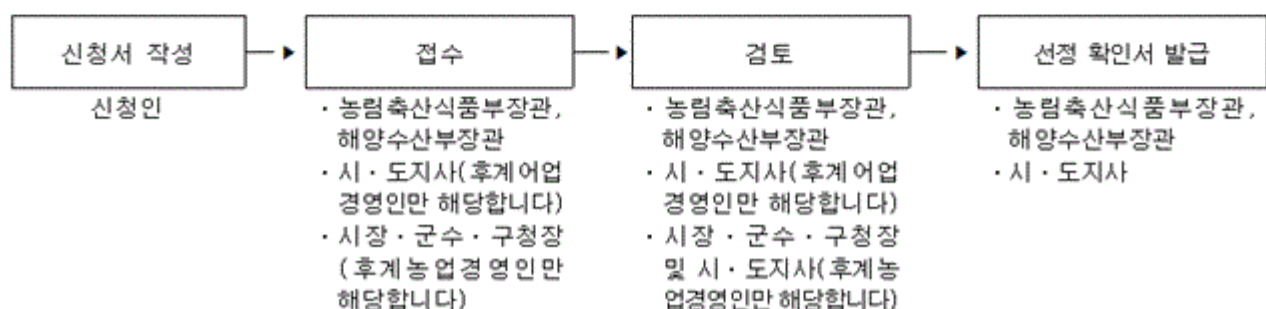 신청서 작성
신청인
접수
· 농림축산식품부장관,
해양수산부장관
· 시 · 도지사(후계어업
경영인만 해당합니다)
· 시장 · 군수 · 구청장
(후계농업경영인만
해당합니다)
검토
· 농림축산식품부장관,
해양수산부장관
· 시 · 도지사(후계어업
경영인만 해당합니다)
· 시장 · 군수 · 구청장
및 시 · 도지사(후계농
업경영인만 해당합니다)
선정 확인서 발급
· 농림축산식품부장관,
해양수산부장관
· 시 · 도지사